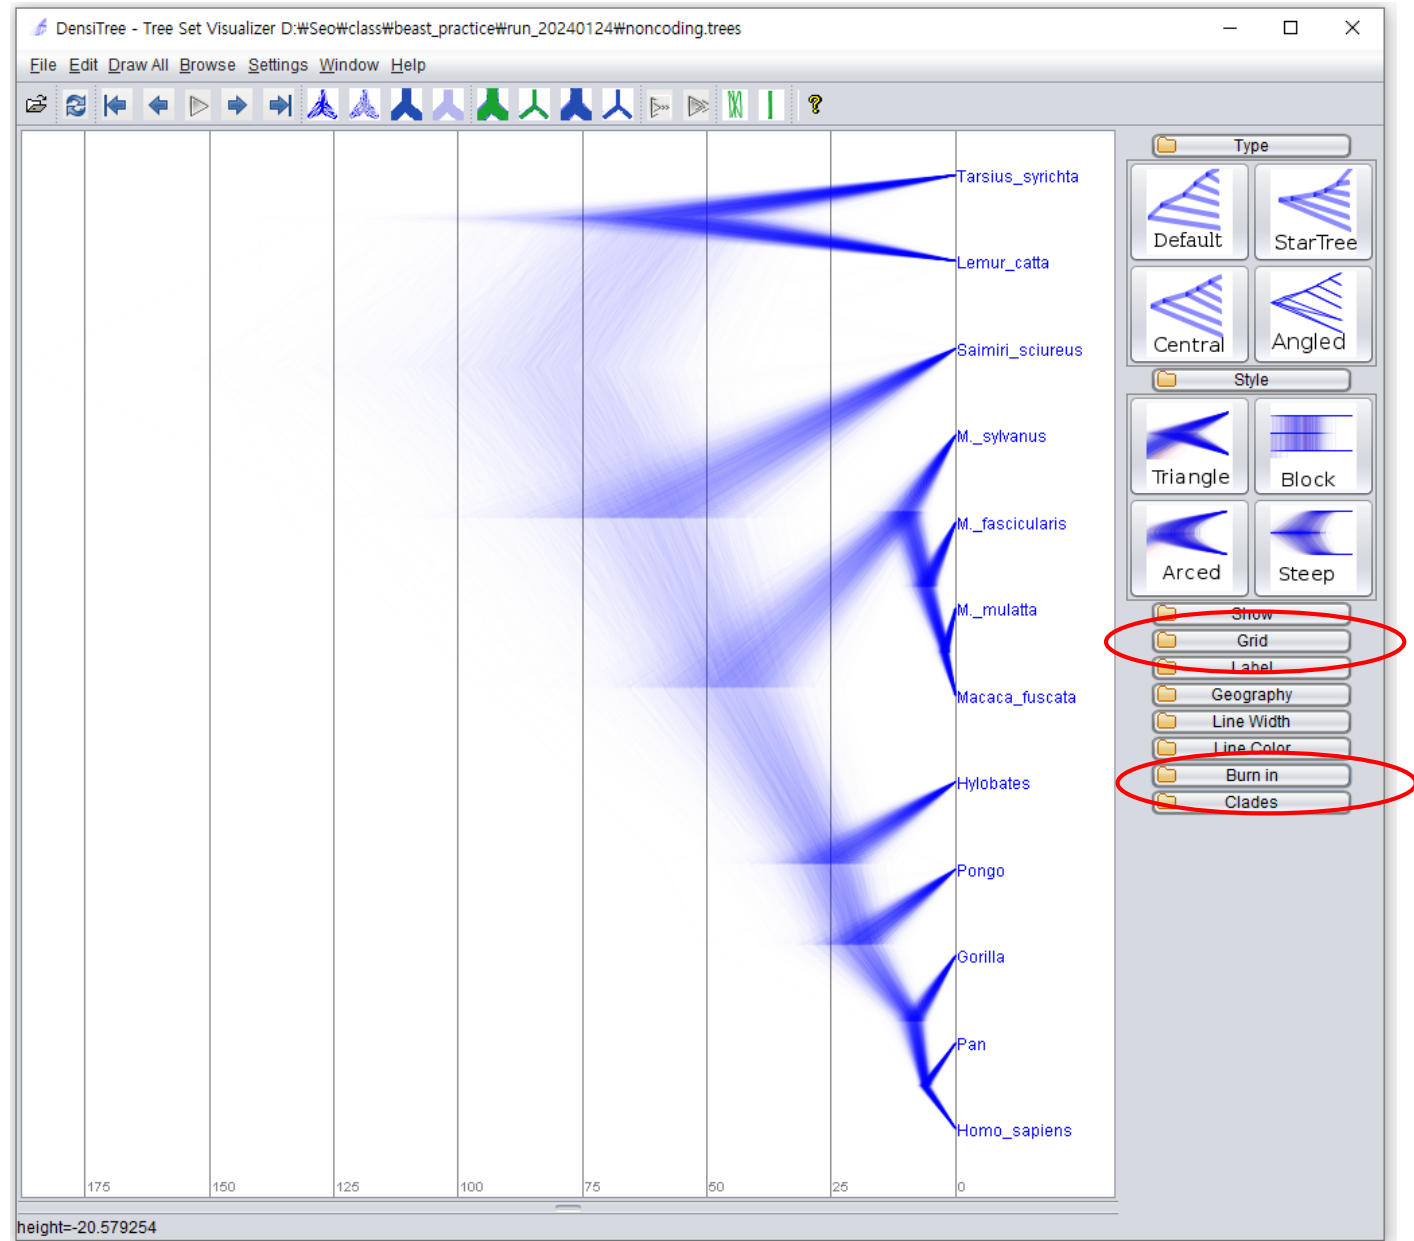 DensiTree - Tree Set Visualizer D:₩Seo₩class₩beast_practice₩run_20240124₩noncoding.trees
File Edit Draw All Browse Settings Window Help
Type
Default StarTree
Central Angled
Style
Triangle Block
Arced Steep
Show
Grid
Label
Geography
Line Width
Line Color
Burn in
Clades
Tarsius_syrichta
Lemur_catta
Saimiri_sciureus
M._sylvanus
M._fascicularis
M._mulatta
Macaca_fuscata
Hylobates
Pongo
Gorilla
Pan
Homo_sapiens
175 150 125 100 75 50 25 0
height=-20.579254